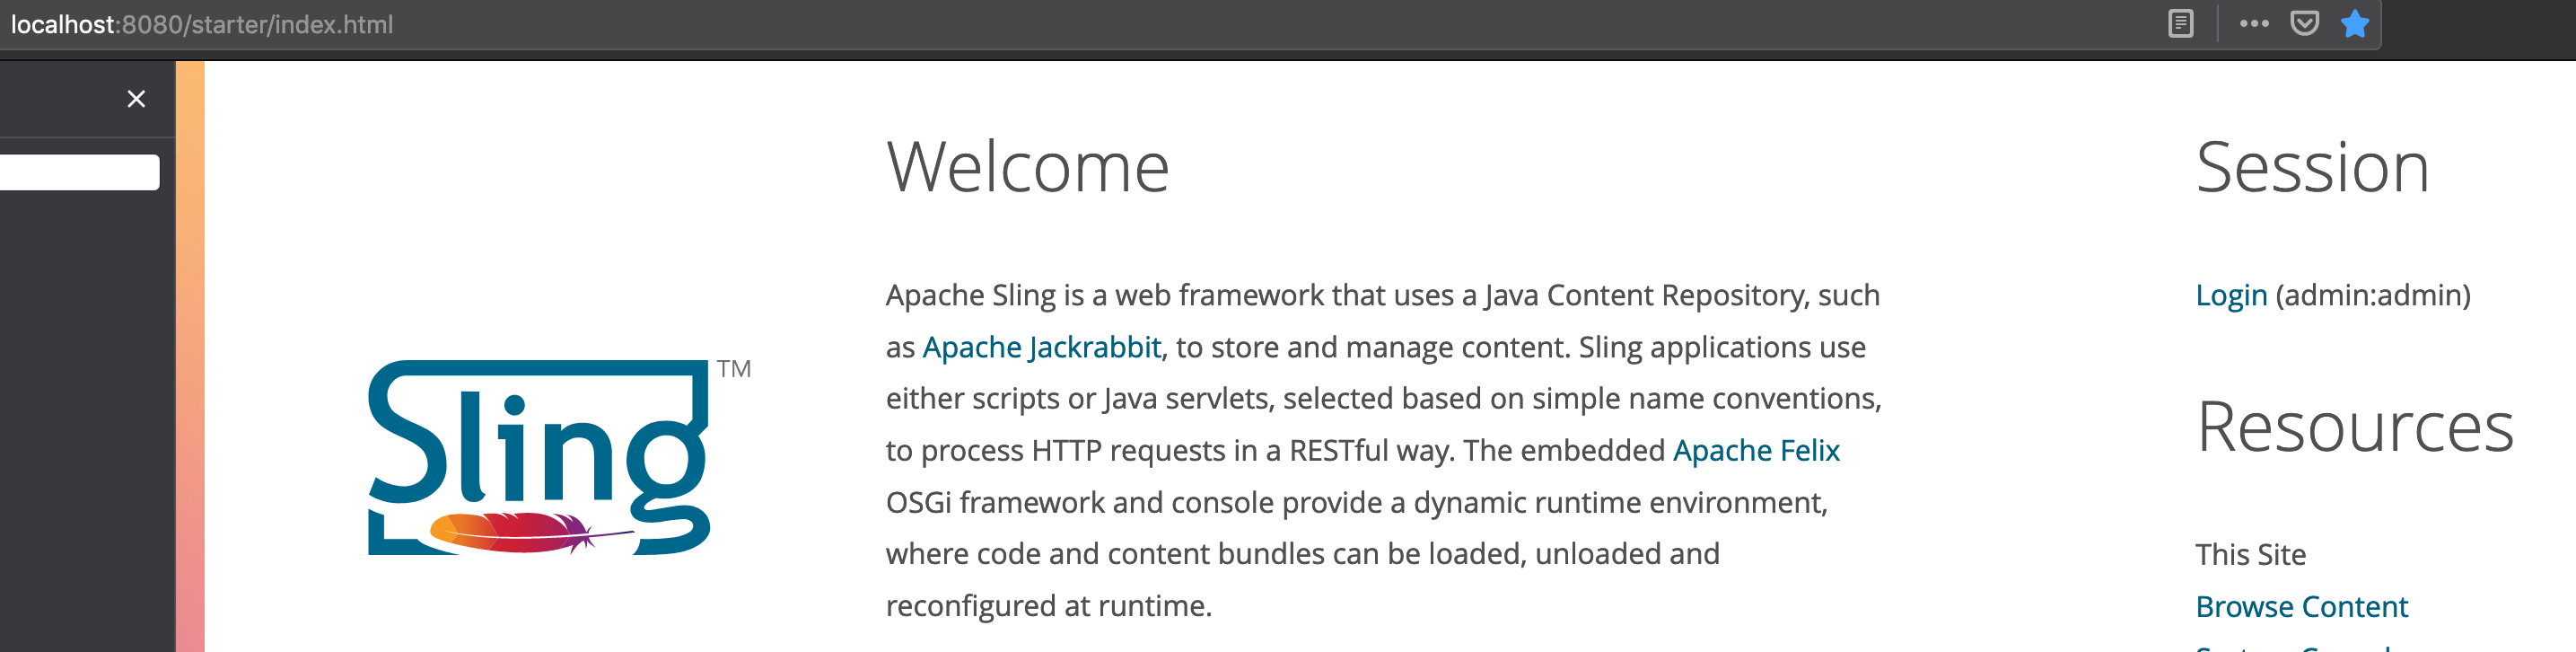 localhost:8080/starter/index.html
Welcome
Apache Sling is a web framework that uses a Java Content Repository, such
as Apache Jackrabbit, to store and manage content. Sling applications use
either scripts or Java servlets, selected based on simple name conventions,
to process HTTP requests in a RESTful way. The embedded Apache Felix
OSGi framework and console provide a dynamic runtime environment,
where code and content bundles can be loaded, unloaded and
reconfigured at runtime.
Sling
TM
Session
Login (admin:admin)
Resources
This Site
Browse Content